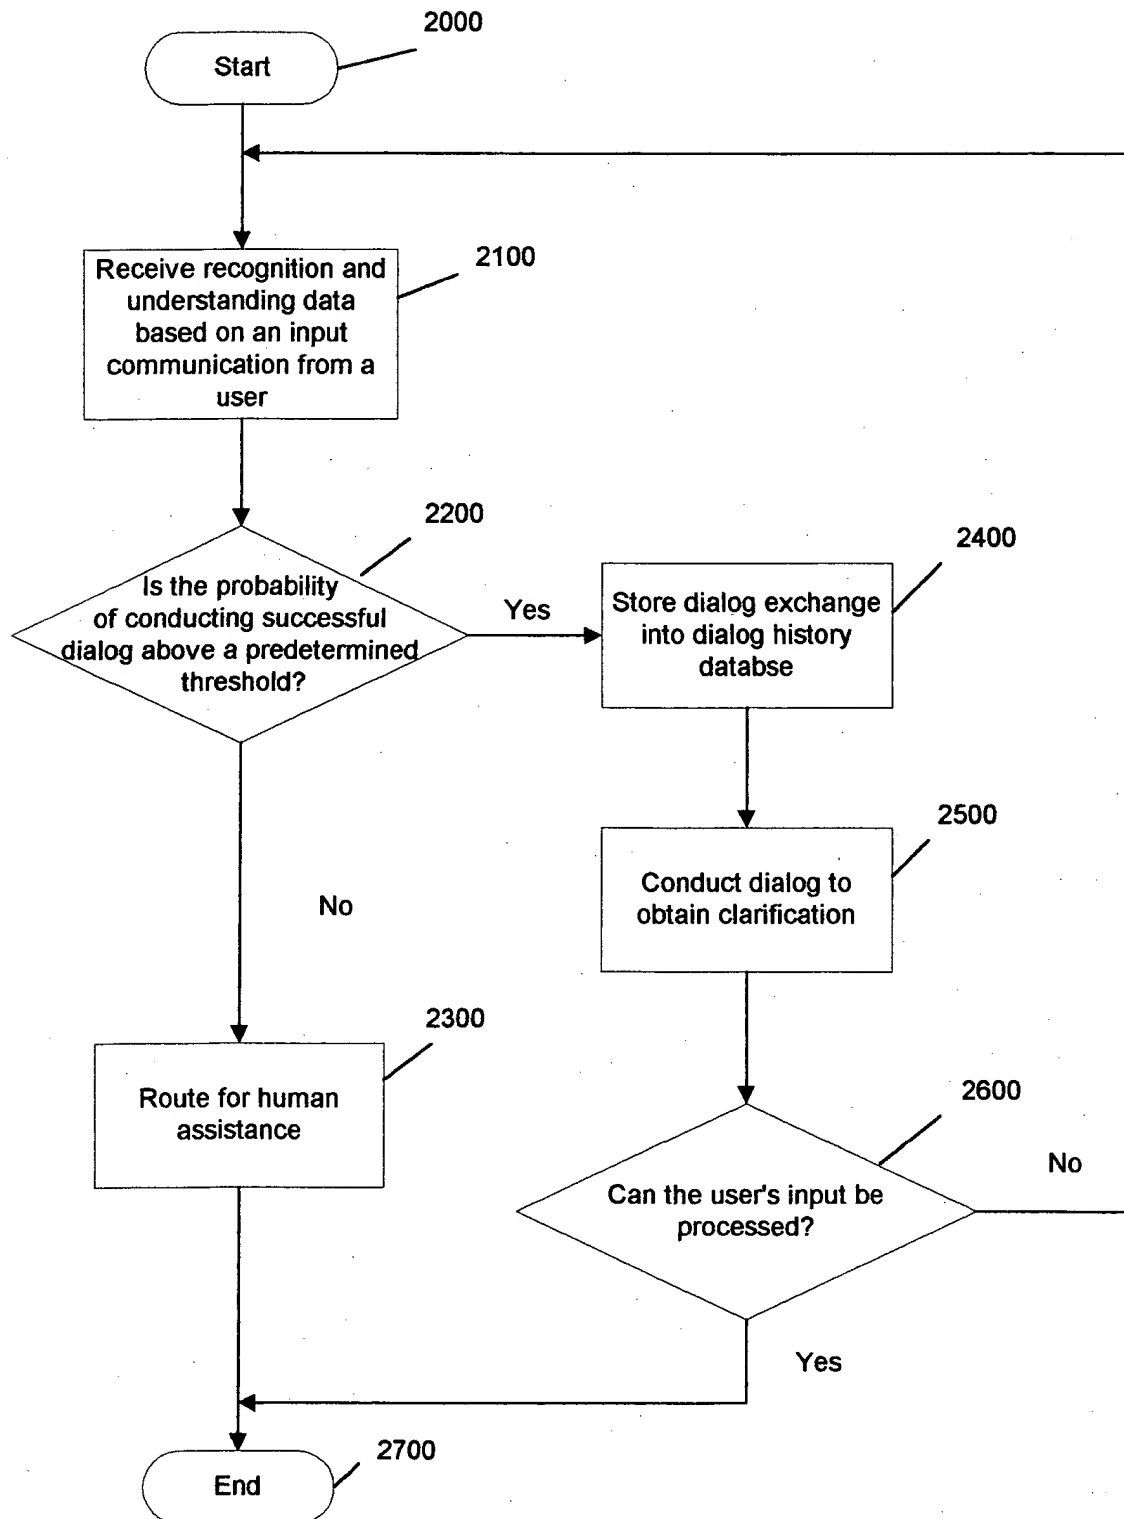 2000
Start
2100
Receive recognition and
understanding data
based on an input
communication from a
user
2200
Is the probability
of conducting successful
dialog above a predetermined
threshold?
Yes
2400
Store dialog exchange
into dialog history
databse
2500
Conduct dialog to
obtain clarification
No
2300
Route for human
assistance
2600
Can the user's input be
processed?
No
Yes
2700
End